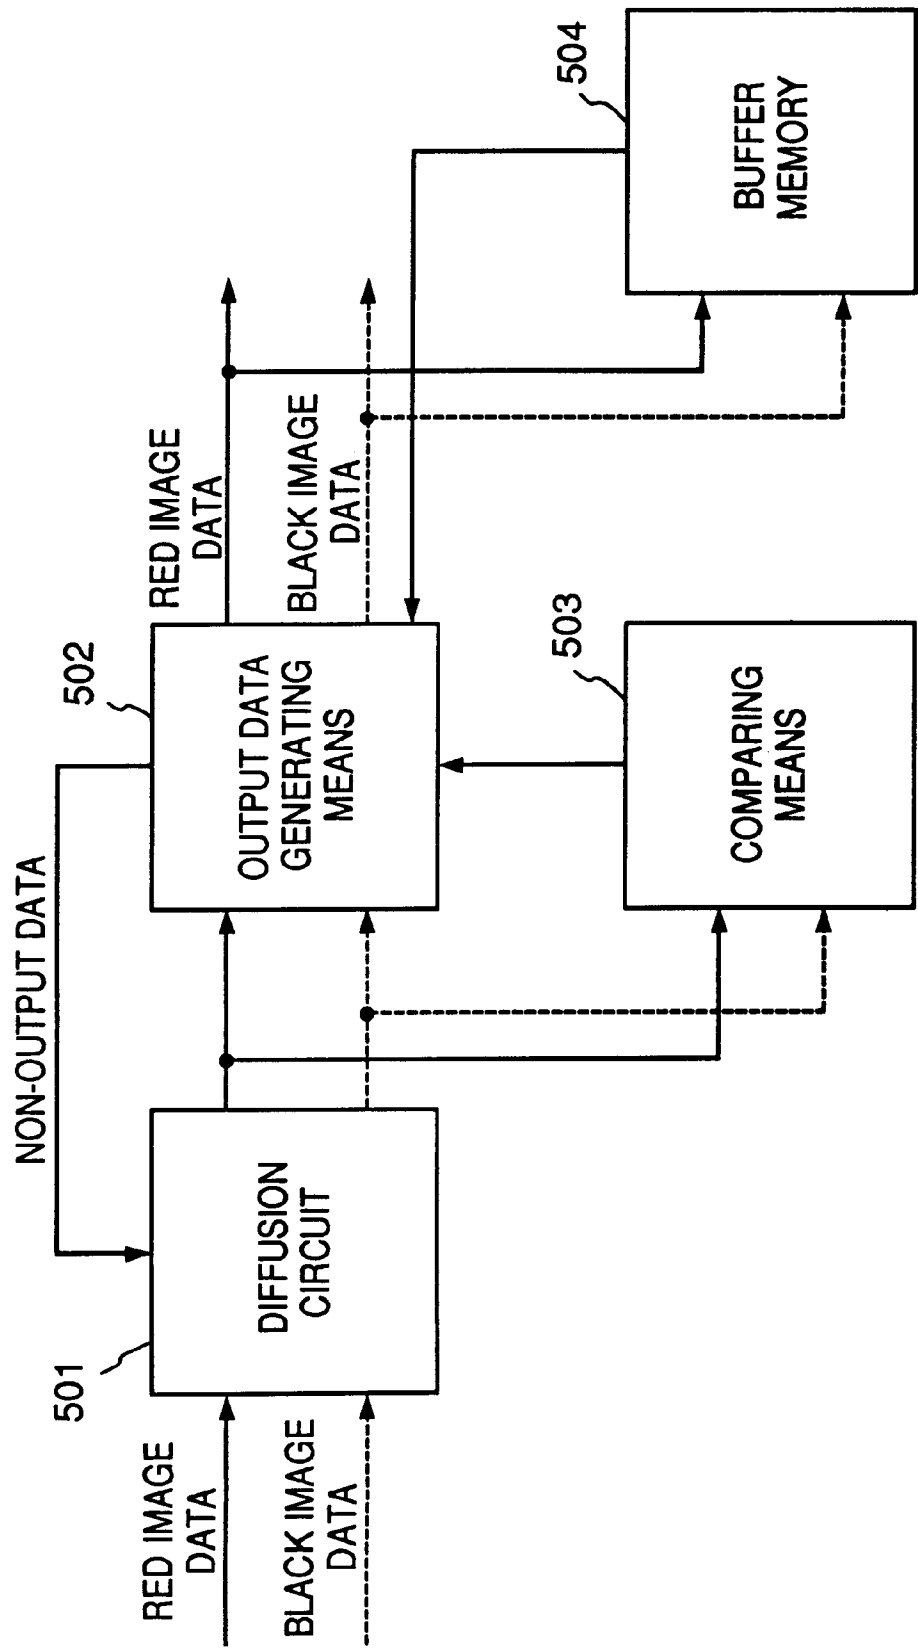 NON-OUTPUT DATA
501
502
RED IMAGE
DATA
DIFFUSION
CIRCUIT
OUTPUT DATA
GENERATING
MEANS
RED IMAGE
DATA
BLACK IMAGE
DATA
BLACK IMAGE
DATA
503
504
COMPARING
MEANS
BUFFER
MEMORY